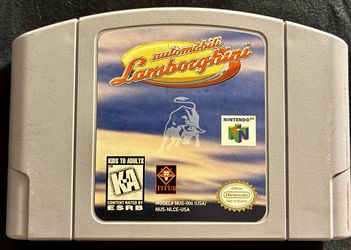 automobili
Lamborghini
NINTENDO 64
KIDS TO ADULTS
K-A
CONTENT RATED BY
ESRB
TITUS
MODEL# NUS-006 (USA)
NUS-NLCE-USA
Official
Nintendo
Seal of Quality